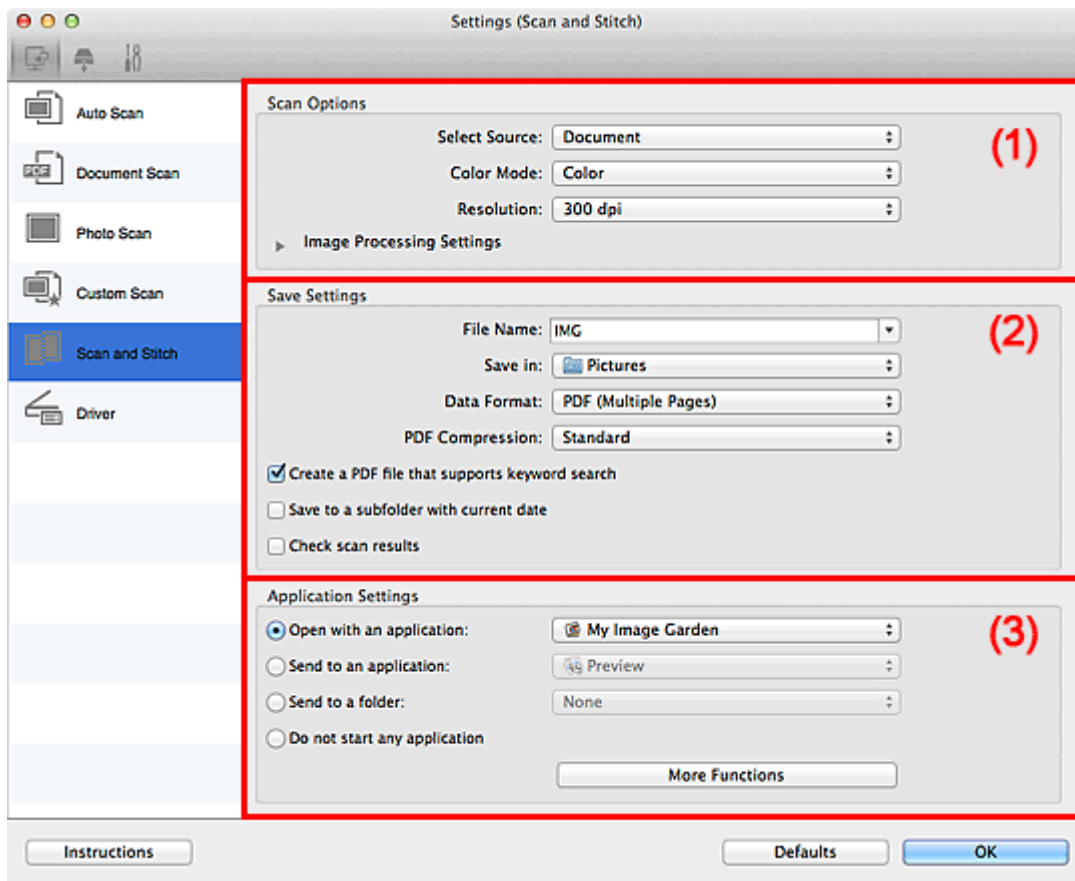 Settings (Scan and Stitch)
Auto Scan
PDF
Document Scan
Photo Scan
Custom Scan
Scan and Stitch
Driver
Scan Options
(1)
Select Source: Document
Color Mode: Color
Resolution: 300 dpi
Image Processing Settings
Save Settings
(2)
File Name: IMG
Save in: Pictures
Data Format: PDF (Multiple Pages)
PDF Compression: Standard
Create a PDF file that supports keyword search
Save to a subfolder with current date
Check scan results
Application Settings
(3)
Open with an application: My Image Garden
Send to an application: Preview
Send to a folder: None
Do not start any application
More Functions
Instructions
Defaults
OK